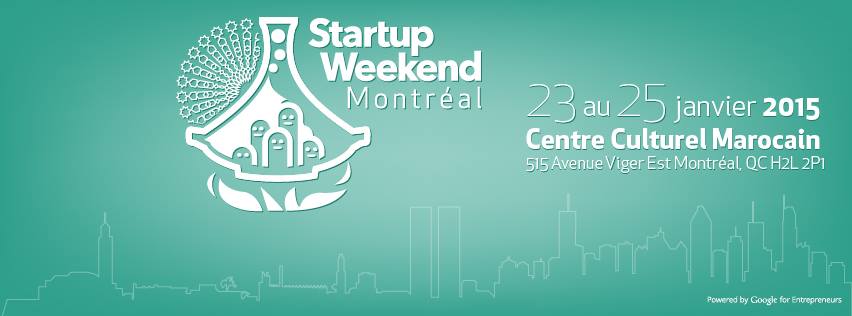 Startup
Weekend
Montréal
23 au 25 janvier 2015
Centre Culturel Marocain
515 Avenue Viger Est Montréal, QC H2L 2P1
Powered by Google for Entrepreneurs